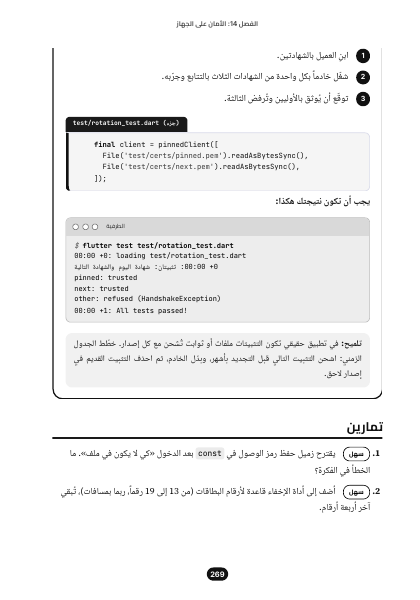 الفصل 14: الأمان على الجهاز
1 ابنِ العميل بالشهادتين.
2 شغّل خادماً بكل واحدة من الشهادات الثلاث بالتتابع وجرّبه.
3 توقّع أن يُوثق بالأوليين وتُرفض الثالثة.
test/rotation_test.dart (جزء)
final client = pinnedClient([
File('test/certs/pinned.pem').readAsBytesSync(),
File('test/certs/next.pem').readAsBytesSync(),
]);
يجب أن تكون نتيجتك هكذا:
الطرفية
$ flutter test test/rotation_test.dart
00:00 +0: loading test/rotation_test.dart
00:00 +0: تثبيتان: شهادة اليوم والشهادة التالية
pinned: trusted
next: trusted
other: refused (HandshakeException)
00:00 +1: All tests passed!
تلميح: في تطبيق حقيقي تكون التثبيتات ملفات أو ثوابت تُشحن مع كل إصدار. خطّط الجدول
الزمني: اشحن التثبيت التالي قبل التجديد بأشهر، وبدّل الخادم، ثم احذف التثبيت القديم في
إصدار لاحق.
تمارين
1. سهل يقترح زميل حفظ رمز الوصول في const بعد الدخول «كي لا يكون في ملف». ما
الخطأ في الفكرة؟
2. سهل أضف إلى أداة الإخفاء قاعدة لأرقام البطاقات (من 13 إلى 19 رقماً، ربما بمسافات)، تُبقي
آخر أربعة أرقام.
269